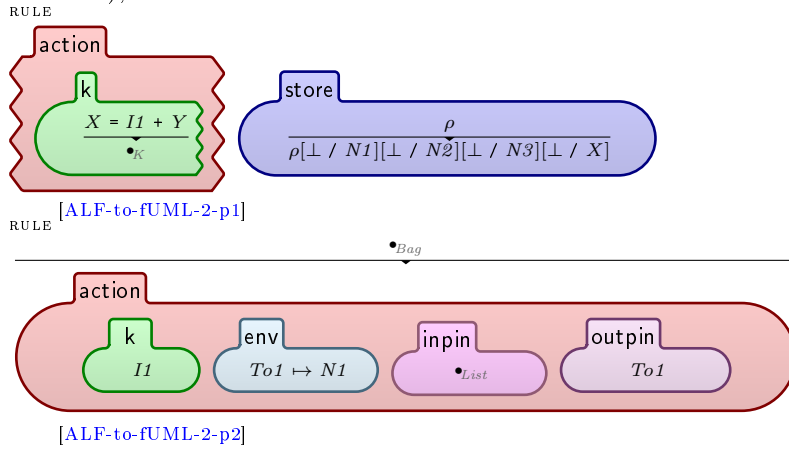 RULE
action
k
store
X = I1 + Y
ρ
•K
ρ[⊥ / N1][⊥ / N2][⊥ / N3][⊥ / X]
[ALF-to-fUML-2-p1]
RULE
•Bag
action
k
env
inpin
outpin
I1
To1 ↦ N1
•List
To1
[ALF-to-fUML-2-p2]